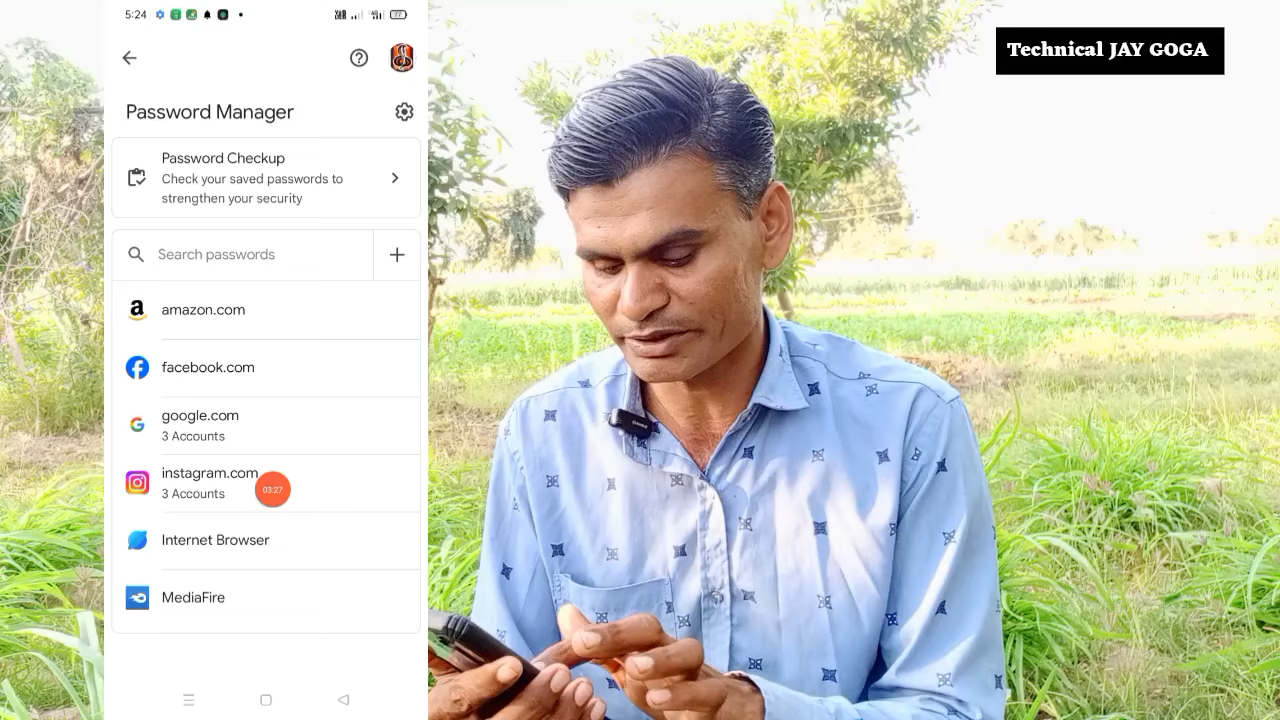 5:24
Technical JAY GOGA
Password Manager
Password Checkup
Check your saved passwords to
strengthen your security
Search passwords
amazon.com
facebook.com
google.com
3 Accounts
instagram.com
3 Accounts
03:27
Internet Browser
MediaFire